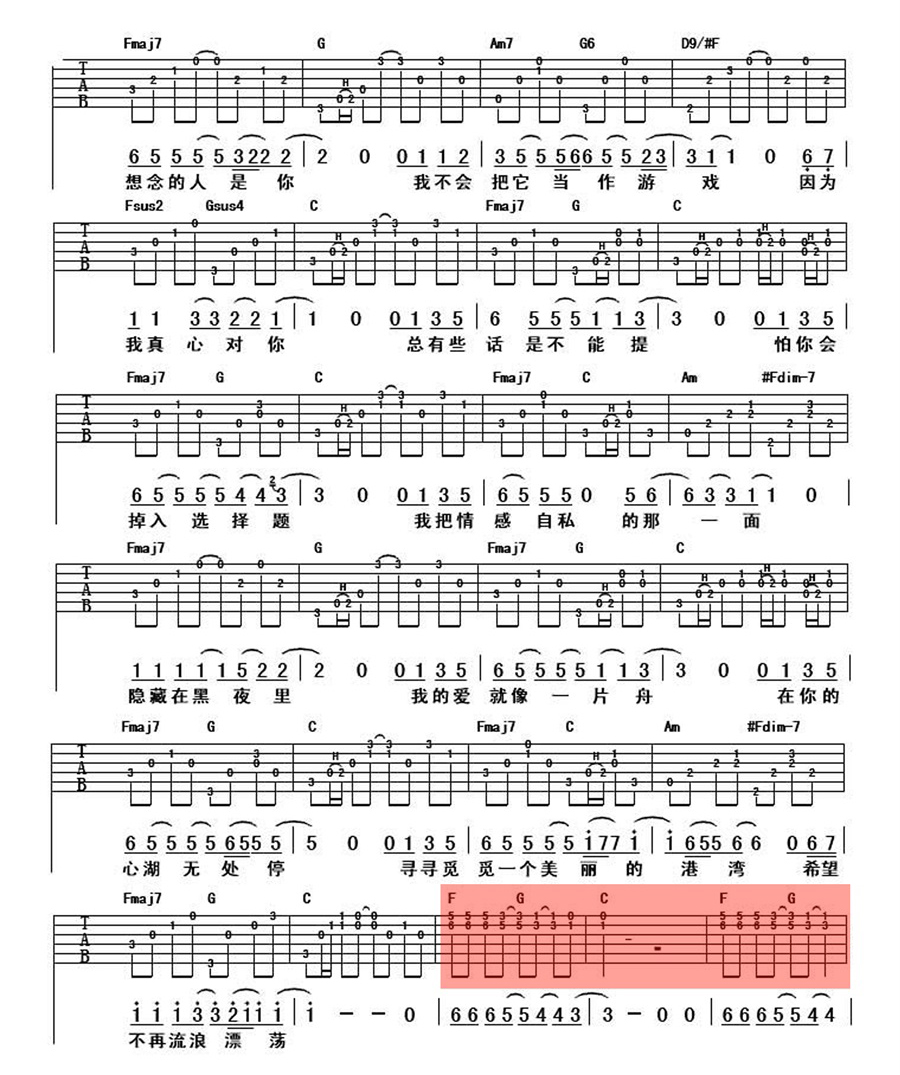 Fmaj7 G Am7 G6 D9/#F
T
A
B
6 5 5 5 5 3 2 2 2 | 2 0 0 1 1 2 | 3 5 5 5 6 6 5 5 2 3 | 3 1 1 0 6 7
想念的人 是 你 我不会 把它 当 作 游 戏 因为
Fsus2 Gsus4 C Fmaj7 G C
T
A
B
1 1 3 3 2 2 1 | 1 0 0 1 3 5 | 6 5 5 5 1 1 3 | 3 0 0 1 3 5 |
我真 心 对 你 总有些 话 是不 能 提 怕你会
Fmaj7 G C Fmaj7 C Am #Fdim-7
T
A
B
6 5 5 5 5 4 4 2 3 | 3 0 0 1 3 5 | 6 5 5 5 0 5 6 | 6 3 3 3 1 1 0 |
掉入 选 择 题 我把情 感 自私 的那 一 面
Fmaj7 G Fmaj7 G C
T
A
B
1 1 1 1 1 5 2 2 | 2 0 0 1 3 5 | 6 5 5 5 5 1 1 3 | 3 0 0 1 3 5 |
隐藏在黑 夜 里 我的爱 就像 一 片 舟 在你的
Fmaj7 G C Fmaj7 C Am #Fdim-7
T
A
B
6 5 5 5 5 6 5 5 5 | 5 0 0 1 3 5 | 6 5 5 5 5 1 7 7 1 | 1 6 5 5 6 6 0 6 7 |
心湖 无 处 停 寻寻觅 觅一个美 丽 的 港 湾 希望
Fmaj7 G C F G C F G
T
A
B
1 1 1 3 3 2 1 1 1 | 1 – – 0 | 6 6 6 5 5 4 4 3 | 3 – 0 0 | 6 6 6 5 5 4 4 |
不再流浪 漂 荡